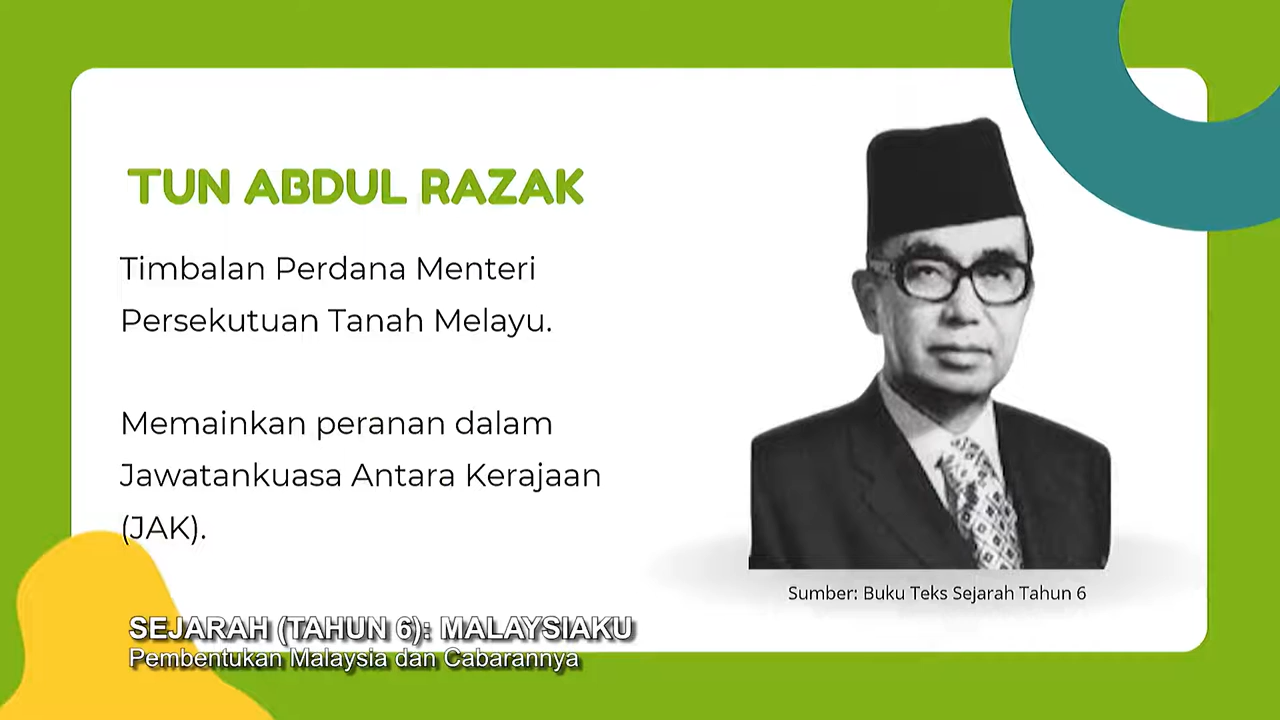 TUN ABDUL RAZAK
Timbalan Perdana Menteri
Persekutuan Tanah Melayu.
Memainkan peranan dalam
Jawatankuasa Antara Kerajaan
(JAK).
Sumber: Buku Teks Sejarah Tahun 6
SEJARAH (TAHUN 6): MALAYSIAKU
Pembentukan Malaysia dan Cabarannya